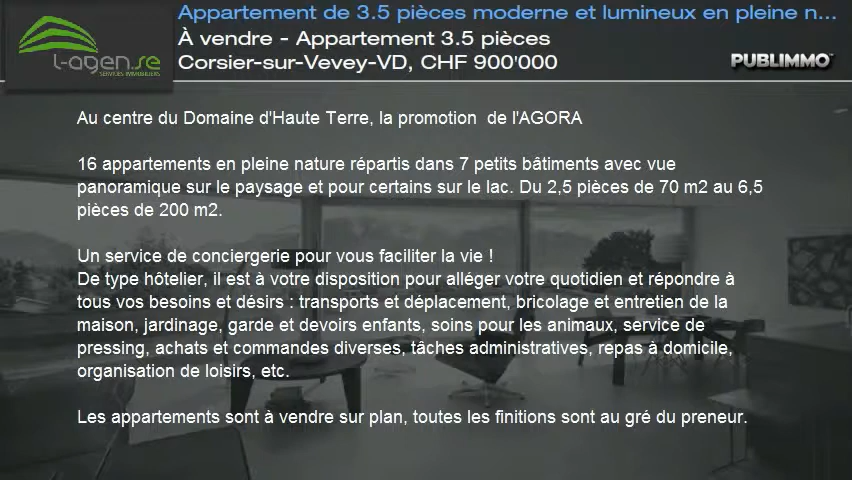 Appartement de 3.5 pièces moderne et lumineux en pleine n...
À vendre - Appartement 3.5 pièces
Corsier-sur-Vevey-VD, CHF 900'000
l-agen.se
SERVICES IMMOBILIERS
PUBLIMMO
Au centre du Domaine d'Haute Terre, la promotion de l'AGORA
16 appartements en pleine nature répartis dans 7 petits bâtiments avec vue
panoramique sur le paysage et pour certains sur le lac. Du 2,5 pièces de 70 m2 au 6,5
pièces de 200 m2.
Un service de conciergerie pour vous faciliter la vie !
De type hôtelier, il est à votre disposition pour alléger votre quotidien et répondre à
tous vos besoins et désirs : transports et déplacement, bricolage et entretien de la
maison, jardinage, garde et devoirs enfants, soins pour les animaux, service de
pressing, achats et commandes diverses, tâches administratives, repas à domicile,
organisation de loisirs, etc.
Les appartements sont à vendre sur plan, toutes les finitions sont au gré du preneur.